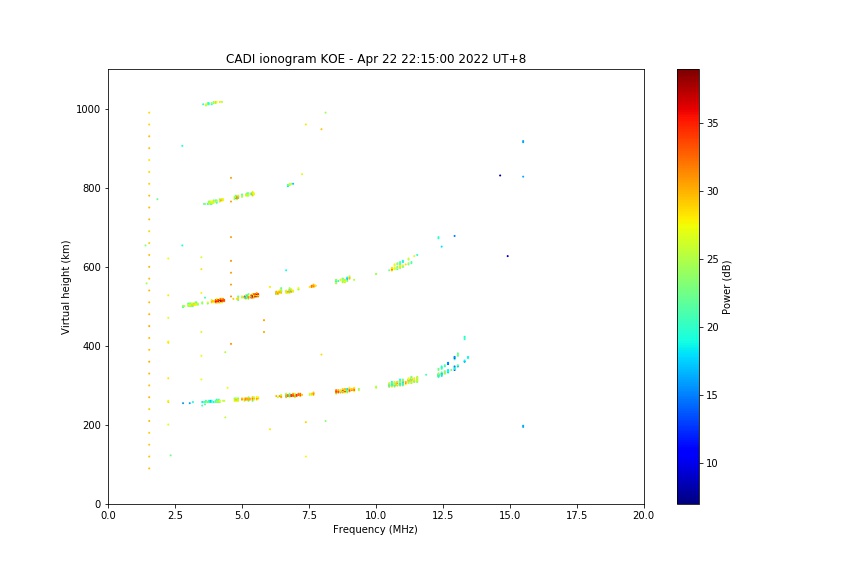 CADI ionogram KOE - Apr 22 22:15:00 2022 UT+8
1000
800
600
400
200
0
Virtual height (km)
0.0 2.5 5.0 7.5 10.0 12.5 15.0 17.5 20.0
Frequency (MHz)
35
30
25
20
15
10
Power (dB)